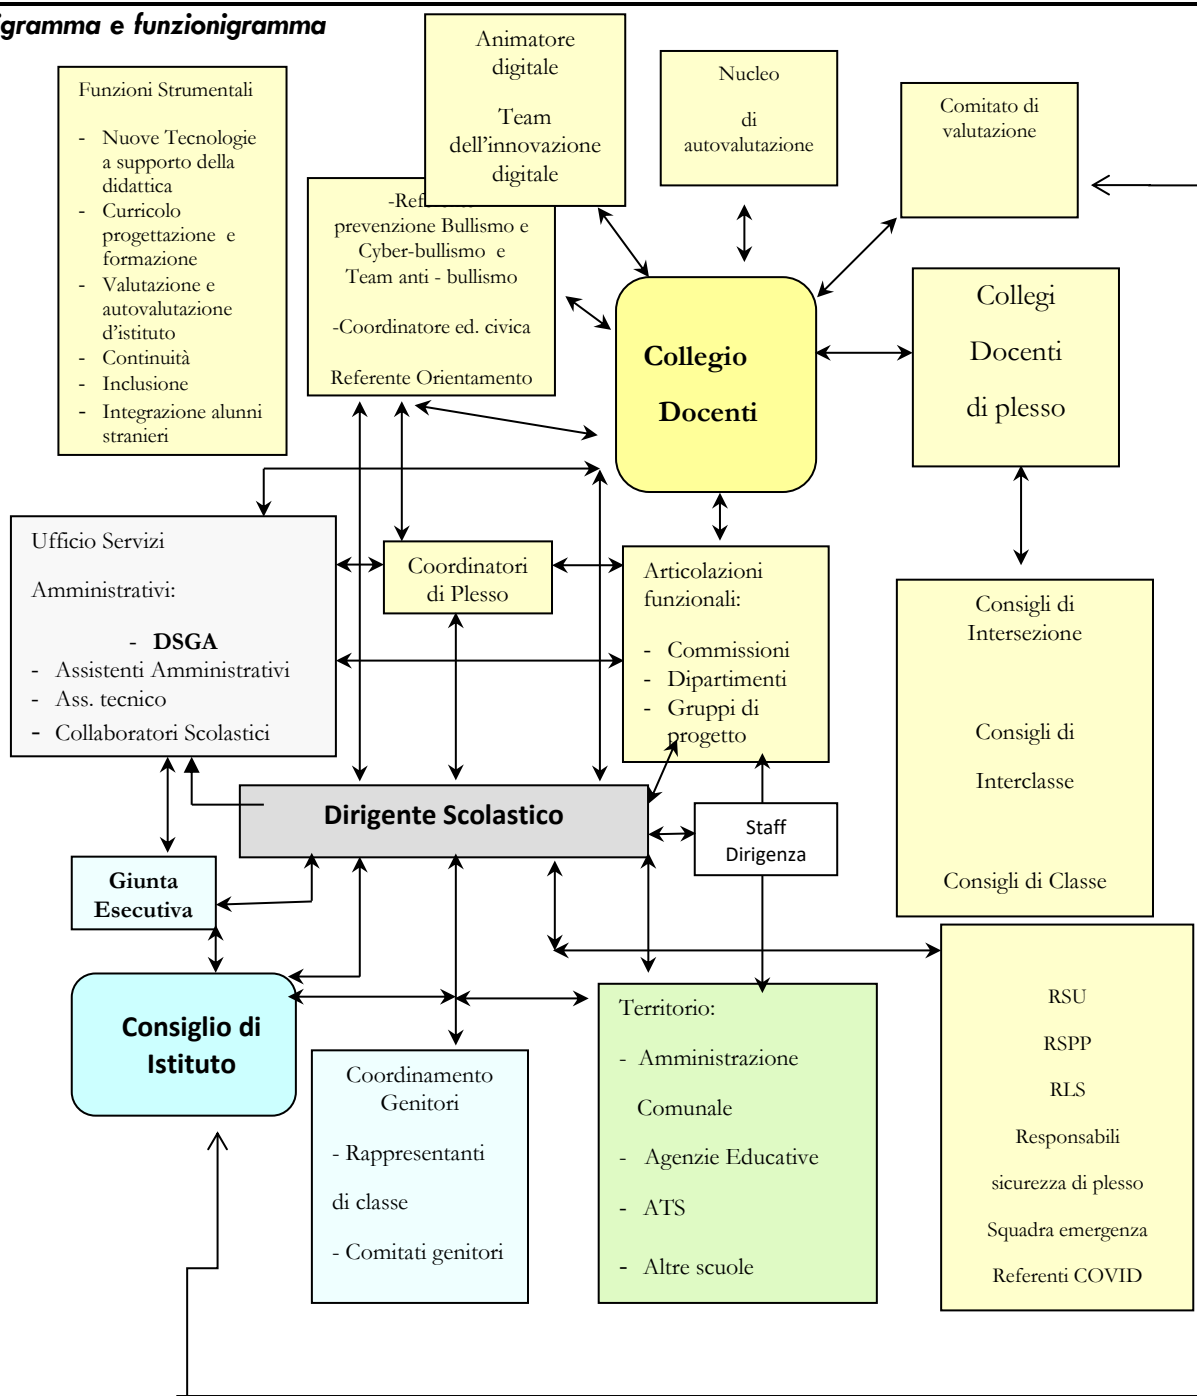 igramma e funzionigramma
Funzioni Strumentali
- Nuove Tecnologie
a supporto della
didattica
- Curricolo
progettazione e
formazione
- Valutazione e
autovalutazione
d'istituto
- Continuità
- Inclusione
- Integrazione alunni
stranieri
Animatore
digitale
Team
dell'innovazione
digitale
Nucleo
di
autovalutazione
Comitato di
valutazione
prevenzione Bullismo e
Cyber-bullismo e
Team anti - bullismo
-Coordinatore ed. civica
Referente Orientamento
Collegio
Docenti
Collegi
Docenti
di plesso
Ufficio Servizi
Amministrativi:
- DSGA
- Assistenti Amministrativi
- Ass. tecnico
- Collaboratori Scolastici
Coordinatori
di Plesso
Articolazioni
funzionali:
- Commissioni
- Dipartimenti
- Gruppi di
progetto
Consigli di
Intersezione
Consigli di
Interclasse
Consigli di Classe
Dirigente Scolastico
Staff
Dirigenza
Giunta
Esecutiva
Consiglio di
Istituto
Coordinamento
Genitori
- Rappresentanti
di classe
- Comitati genitori
Territorio:
- Amministrazione
Comunale
- Agenzie Educative
- ATS
- Altre scuole
RSU
RSPP
RLS
Responsabili
sicurezza di plesso
Squadra emergenza
Referenti COVID